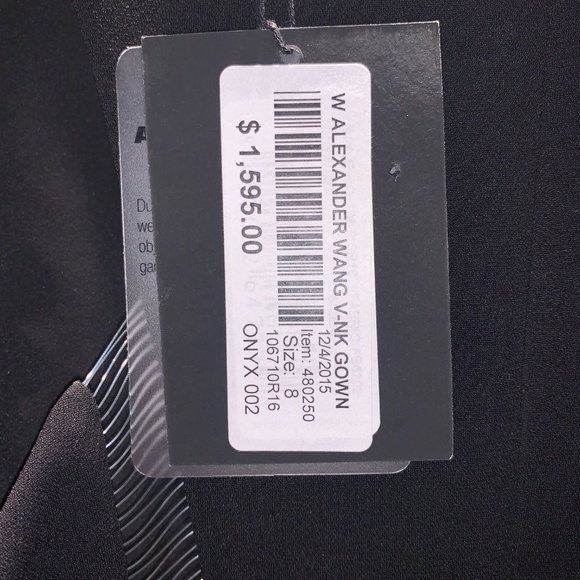 W ALEXANDER WANG V-NK GOWN
12/4/2015
Item: 480250
Size: 8
106710R16
ONYX 002
$ 1,595.00
A